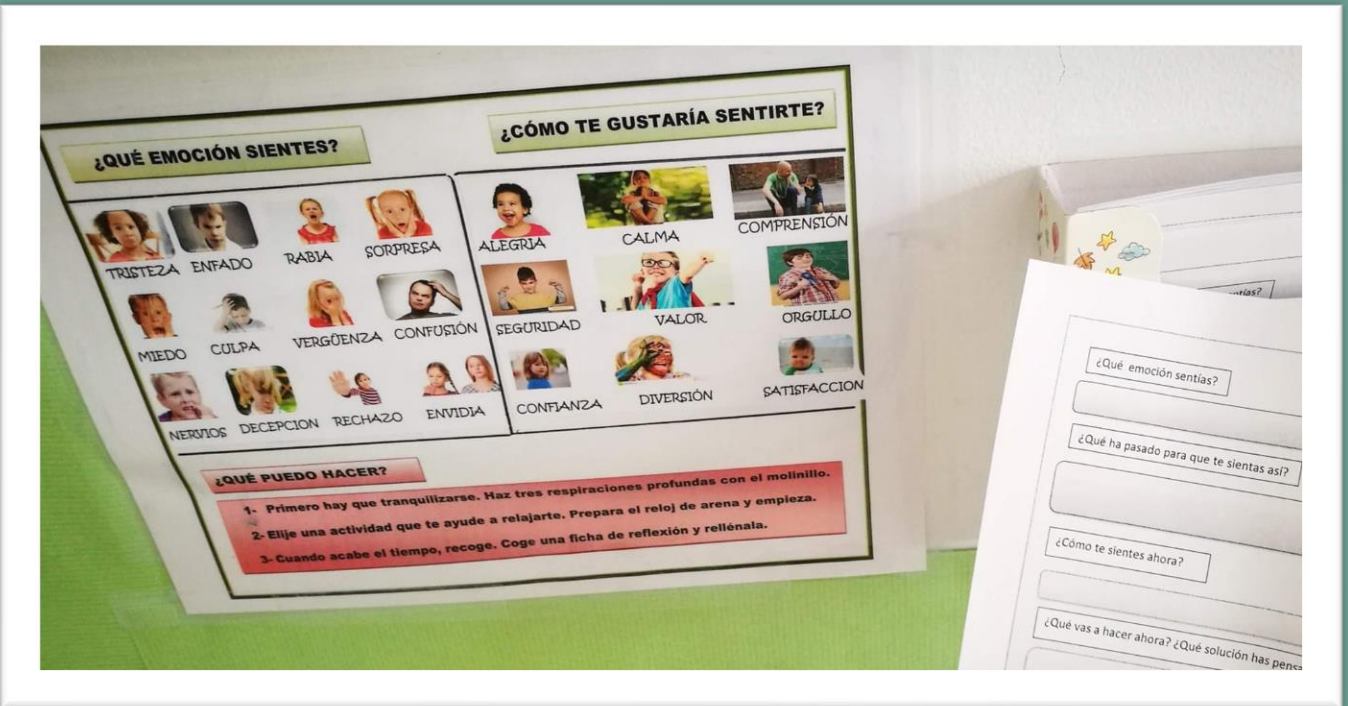 ¿QUÉ EMOCIÓN SIENTES?
TRISTEZA ENFADO RABIA SORPRESA
MIEDO CULPA VERGÜENZA CONFUSIÓN
NERVIOS DECEPCION RECHAZO ENVIDIA
¿CÓMO TE GUSTARÍA SENTIRTE?
ALEGRIA CALMA COMPRENSIÓN
SEGURIDAD VALOR ORGULLO
CONFIANZA DIVERSIÓN SATISFACCION
¿QUÉ PUEDO HACER?
1- Primero hay que tranquilizarse. Haz tres respiraciones profundas con el molinillo.
2- Elije una actividad que te ayude a relajarte. Prepara el reloj de arena y empieza.
3- Cuando acabe el tiempo, recoge. Coge una ficha de reflexión y rellénala.
¿Qué emoción sentías?
¿Qué ha pasado para que te sientas así?
¿Cómo te sientes ahora?
¿Qué vas a hacer ahora? ¿Qué solución has pensa